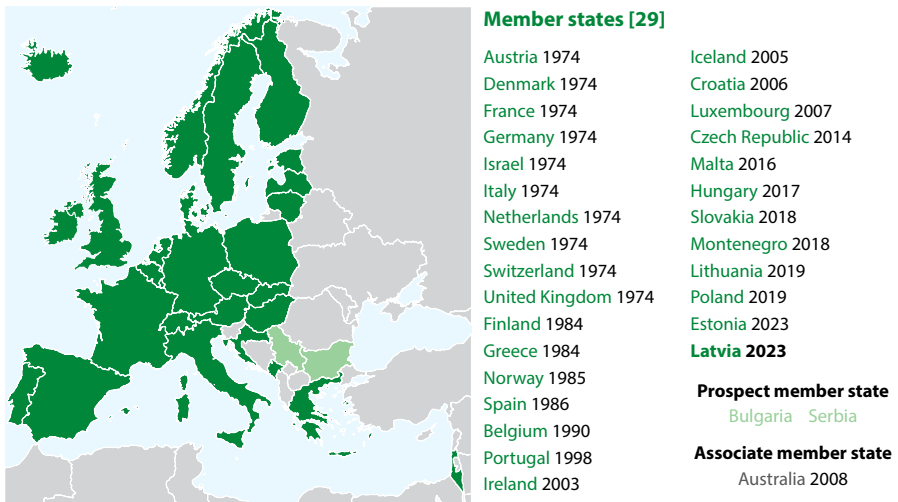 Member states [29]
Austria 1974
Denmark 1974
France 1974
Germany 1974
Israel 1974
Italy 1974
Netherlands 1974
Sweden 1974
Switzerland 1974
United Kingdom 1974
Finland 1984
Greece 1984
Norway 1985
Spain 1986
Belgium 1990
Portugal 1998
Ireland 2003
Iceland 2005
Croatia 2006
Luxembourg 2007
Czech Republic 2014
Malta 2016
Hungary 2017
Slovakia 2018
Montenegro 2018
Lithuania 2019
Poland 2019
Estonia 2023
Latvia 2023
Prospect member state
Bulgaria Serbia
Associate member state
Australia 2008